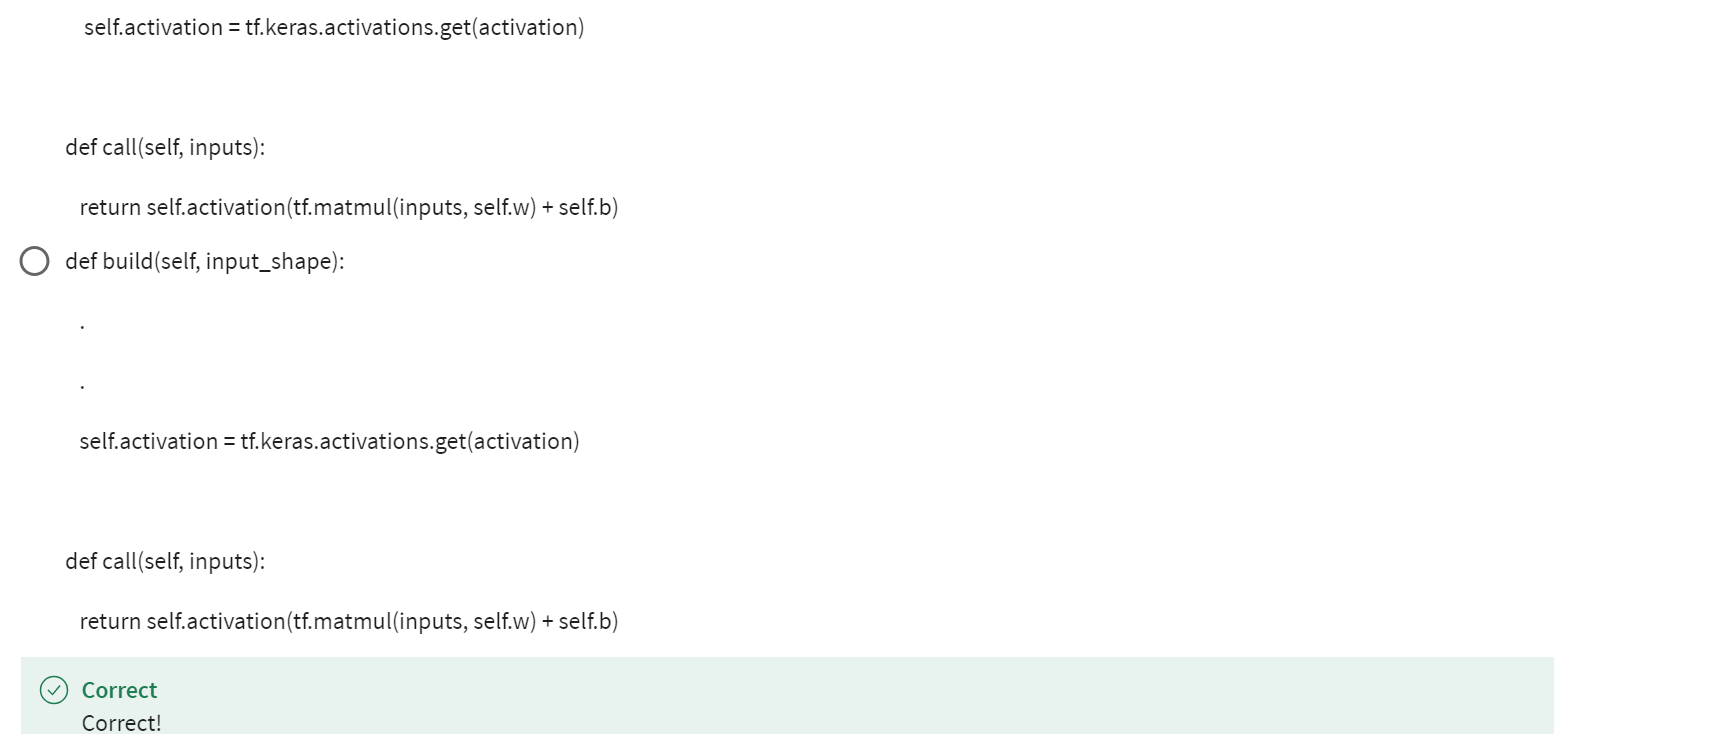 self.activation = tf.keras.activations.get(activation)
def call(self, inputs):
return self.activation(tf.matmul(inputs, self.w) + self.b)
def build(self, input_shape):
.
.
self.activation = tf.keras.activations.get(activation)
def call(self, inputs):
return self.activation(tf.matmul(inputs, self.w) + self.b)
Correct
Correct!